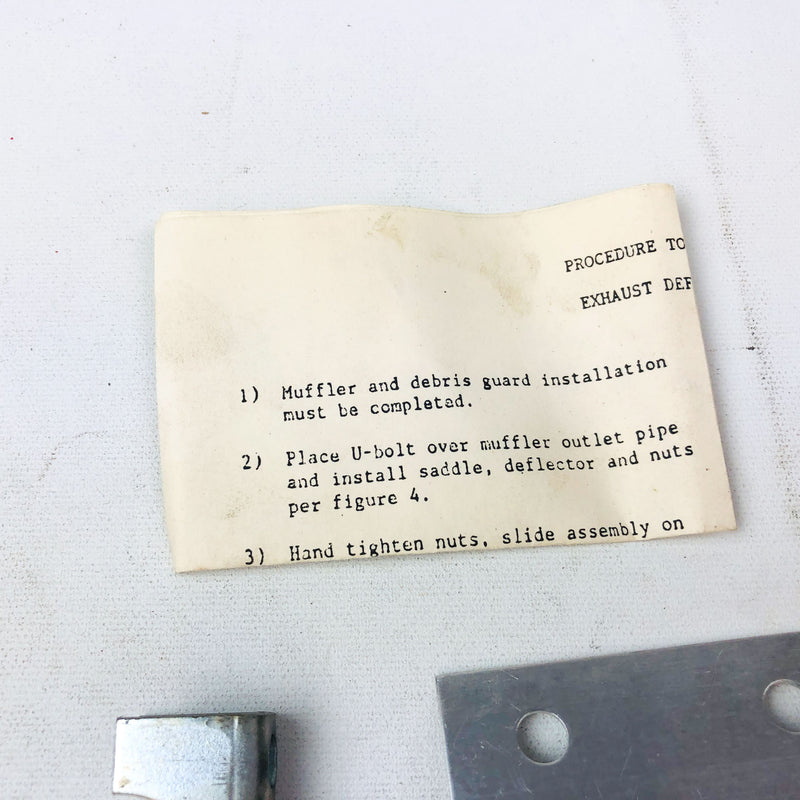 PROCEDURE TO
EXHAUST DEF
1) Muffler and debris guard installation
must be completed.
2) Place U-bolt over muffler outlet pipe
and install saddle, deflector and nuts
per figure 4.
3) Hand tighten nuts, slide assembly on